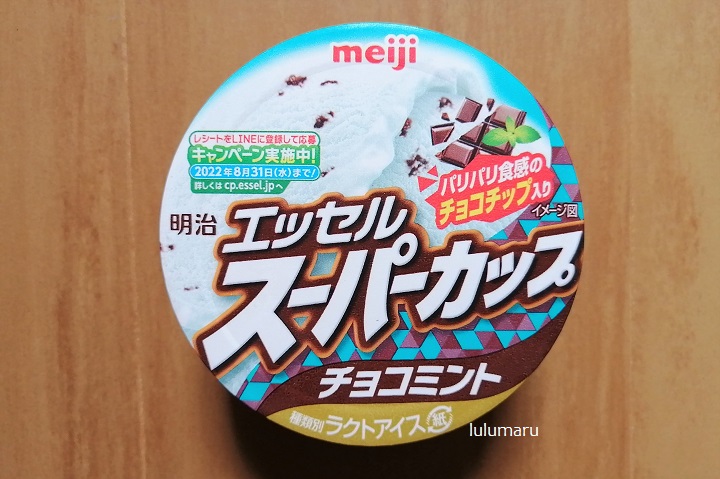 meiji
レシートをLINEに登録して応募
キャンペーン実施中!
2022年8月31日(水)まで!
詳しくは cp.essel.jpへ
パリパリ食感の
チョコチップ入り
イメージ図
明治
エッセル
スーパーカップ
チョコミント
種類別 ラクトアイス 紙
lulumaru